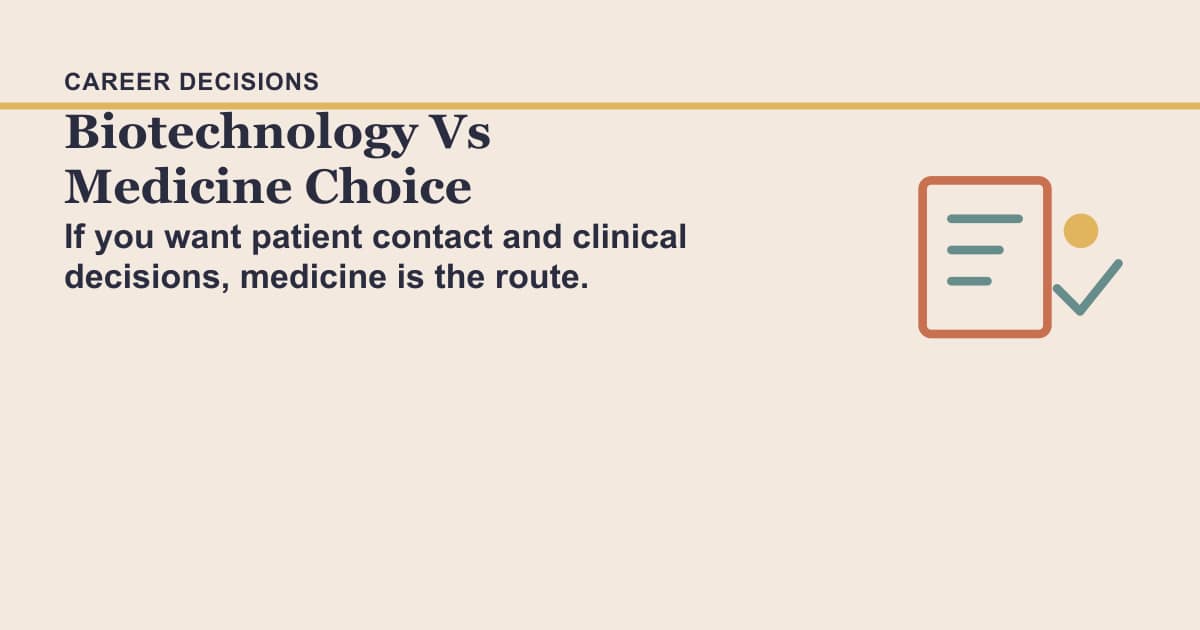 CAREER DECISIONS
Biotechnology Vs
Medicine Choice
If you want patient contact and clinical
decisions, medicine is the route.